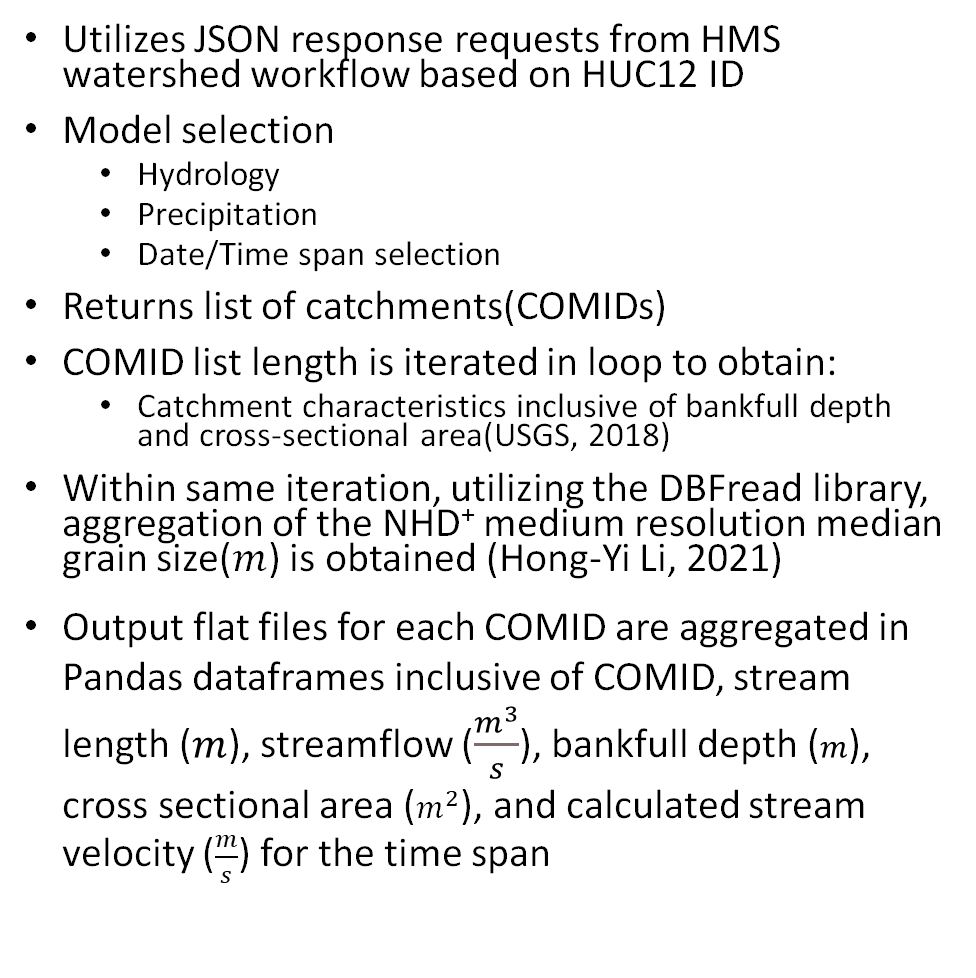 • Utilizes JSON response requests from HMS
watershed workflow based on HUC12 ID
• Model selection
• Hydrology
• Precipitation
• Date/Time span selection
• Returns list of catchments(COMIDs)
• COMID list length is iterated in loop to obtain:
• Catchment characteristics inclusive of bankfull depth
and cross-sectional area(USGS, 2018)
• Within same iteration, utilizing the DBFread library,
aggregation of the NHD⁺ medium resolution median
grain size(m) is obtained (Hong-Yi Li, 2021)
• Output flat files for each COMID are aggregated in
Pandas dataframes inclusive of COMID, stream
length (m), streamflow (m³/s), bankfull depth (m),
cross sectional area (m²), and calculated stream
velocity (m/s) for the time span